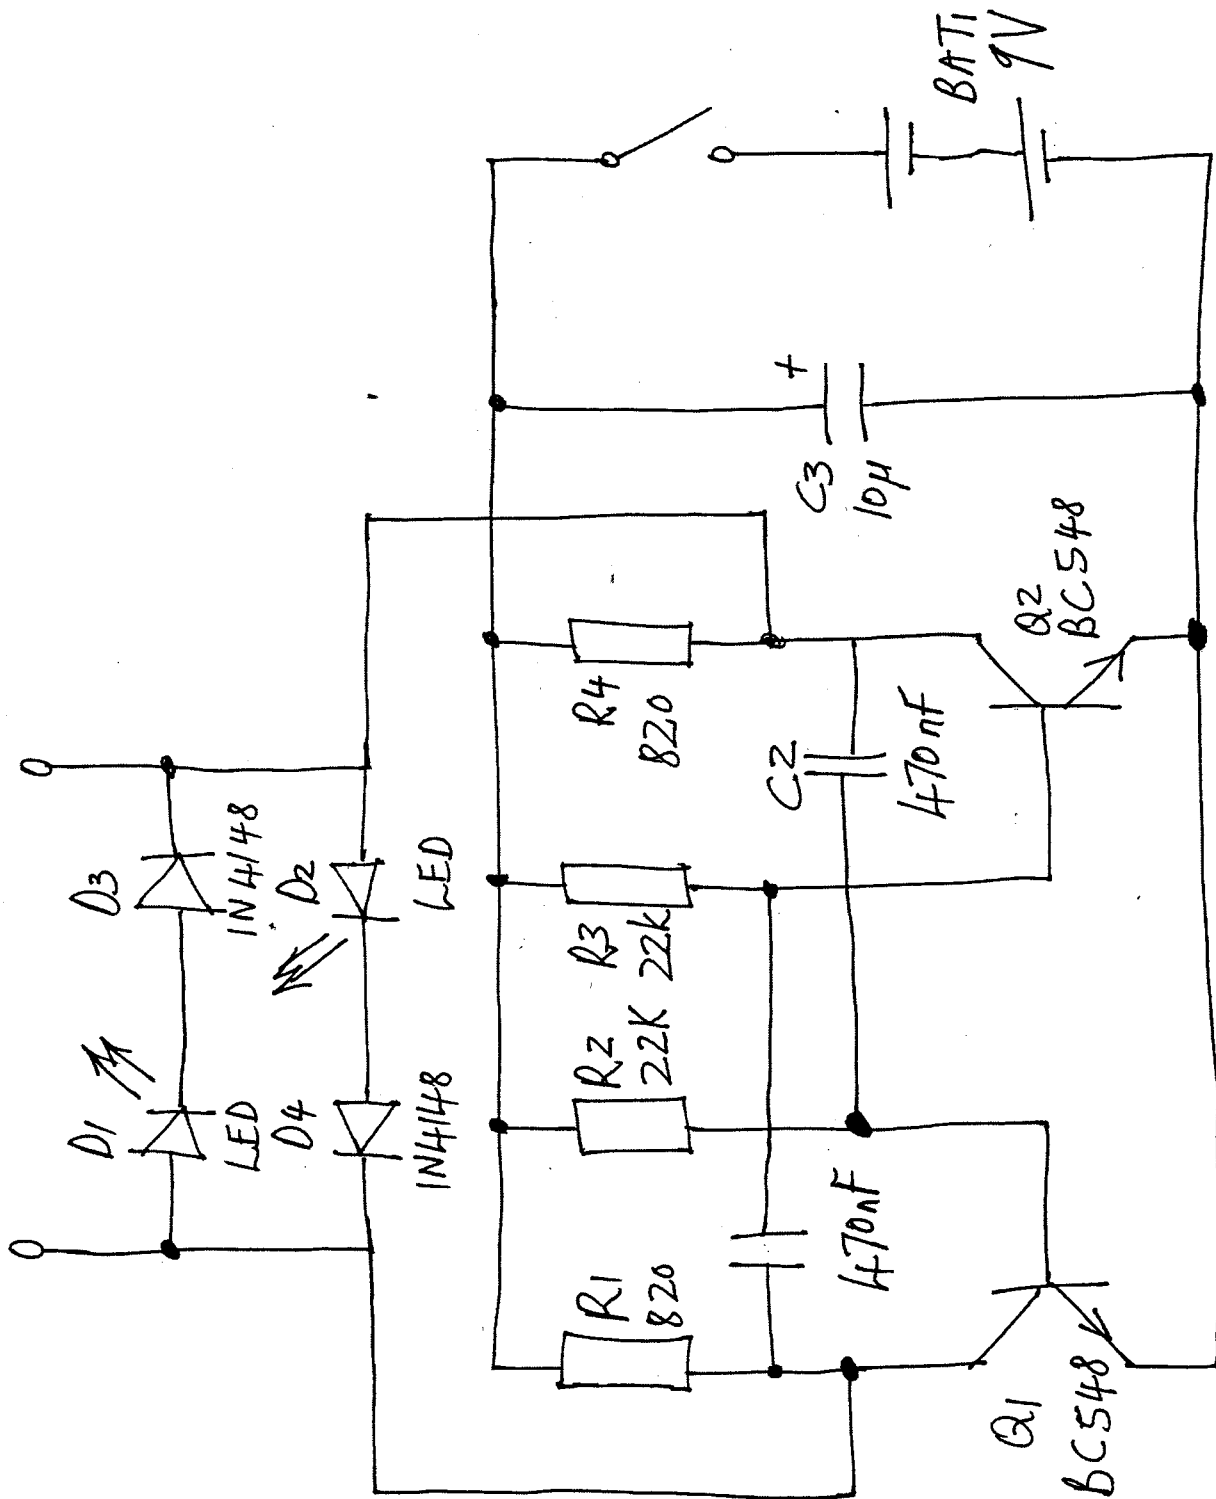 D1
LED
D3
1N4148
D4
1N4148
D2
LED
R1
820
R2
22K
R3
22K
R4
820
470nF
C2
470nF
C3
10μ
+
BAT1
9V
Q1
BC548
Q2
BC548